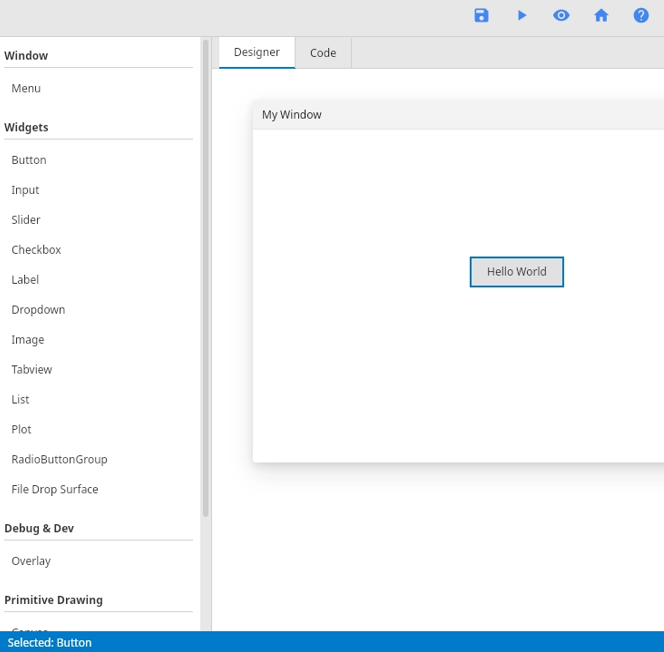 Window
Menu
Widgets
Button
Input
Slider
Checkbox
Label
Dropdown
Image
Tabview
List
Plot
RadioButtonGroup
File Drop Surface
Debug & Dev
Overlay
Primitive Drawing
Canvas
Designer
Code
My Window
Hello World
Selected: Button